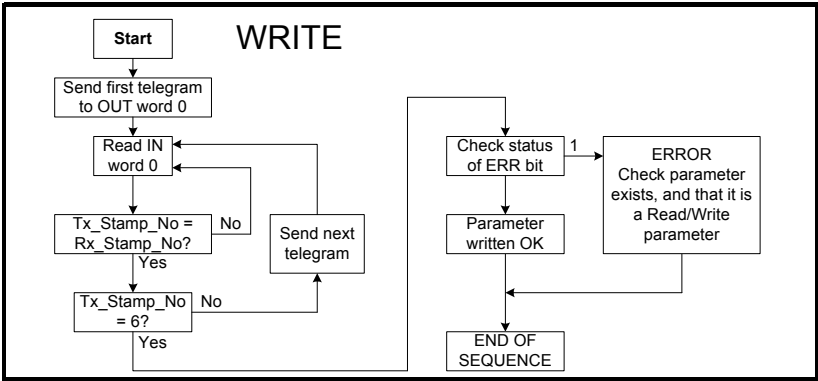 WRITE
Start
Send first telegram
to OUT word 0
Read IN
word 0
Tx_Stamp_No =
Rx_Stamp_No?
No
Yes
Send next
telegram
Tx_Stamp_No
= 6?
No
Yes
Check status
of ERR bit
1
ERROR
Check parameter
exists, and that it is
a Read/Write
parameter
Parameter
written OK
END OF
SEQUENCE